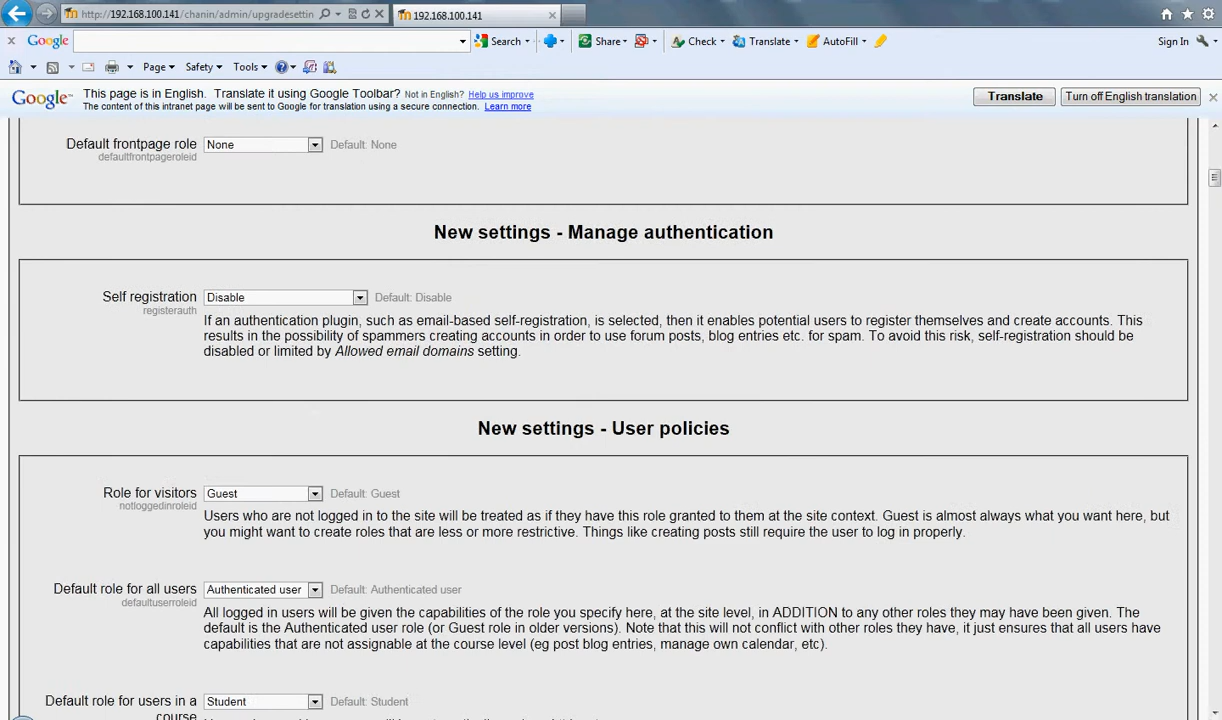 http://192.168.100.141/chanin/admin/upgradesettin
192.168.100.141
Google
Search
Share
Check
Translate
AutoFill
Sign In
Page
Safety
Tools
Google
This page is in English. Translate it using Google Toolbar? Not in English? Help us improve
The content of this intranet page will be sent to Google for translation using a secure connection. Learn more
Translate
Turn off English translation
Default frontpage role None Default: None
defaultfrontpageroleid
New settings - Manage authentication
Self registration Disable Default: Disable
registerauth
If an authentication plugin, such as email-based self-registration, is selected, then it enables potential users to register themselves and create accounts. This
results in the possibility of spammers creating accounts in order to use forum posts, blog entries etc. for spam. To avoid this risk, self-registration should be
disabled or limited by Allowed email domains setting.
New settings - User policies
Role for visitors Guest Default: Guest
notloggedinroleid
Users who are not logged in to the site will be treated as if they have this role granted to them at the site context. Guest is almost always what you want here, but
you might want to create roles that are less or more restrictive. Things like creating posts still require the user to log in properly.
Default role for all users Authenticated user Default: Authenticated user
defaultuserroleid
All logged in users will be given the capabilities of the role you specify here, at the site level, in ADDITION to any other roles they may have been given. The
default is the Authenticated user role (or Guest role in older versions). Note that this will not conflict with other roles they have, it just ensures that all users have
capabilities that are not assignable at the course level (eg post blog entries, manage own calendar, etc).
Default role for users in a Student Default: Student
course